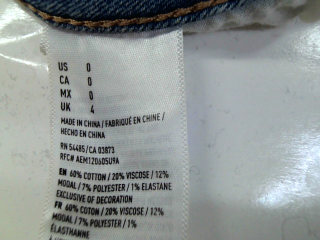 US 0
CA 0
MX 0
UK 4
MADE IN CHINA / FABRIQUÉ EN CHINE /
HECHO EN CHINA
RN 54485/CA 03873
RFC# AEM120605U9A
EN 60% COTTON / 20% VISCOSE / 12%
MODAL / 7% POLYESTER / 1% ELASTANE
EXCLUSIVE OF DECORATION
FR 60% COTON / 20% VISCOSE / 12%
MODAL / 7% POLYESTER / 1%
ELASTHANNE